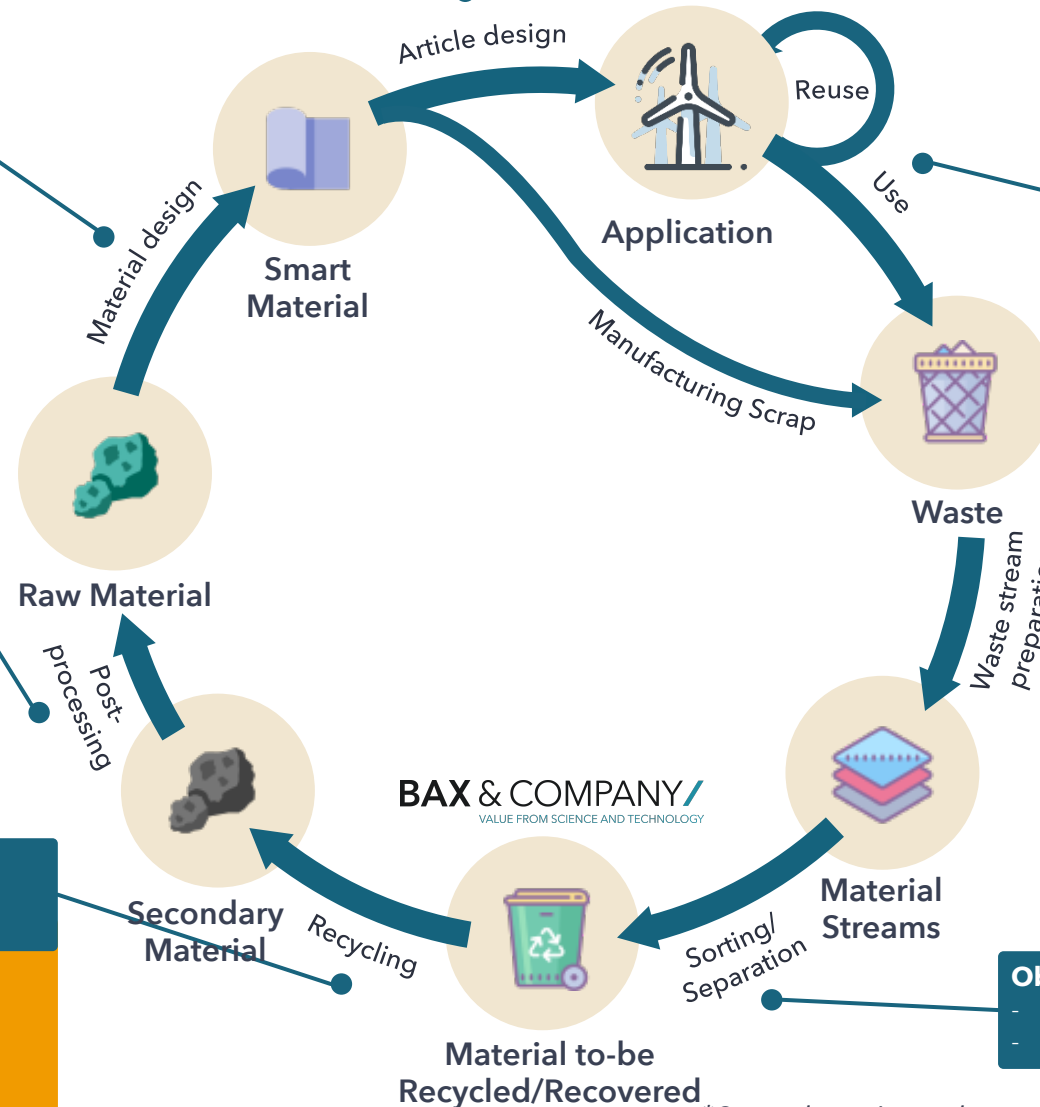 Article design
Reuse
Use
Application
Material design
Smart
Material
Manufacturing Scrap
Waste
Waste stream
Raw Material
Post-
processing
BAX & COMPANY/
VALUE FROM SCIENCE AND TECHNOLOGY
Material
Streams
Secondary
Material
Recycling
Sorting/
Separation
-
-
Material to-be
Recycled/Recovered